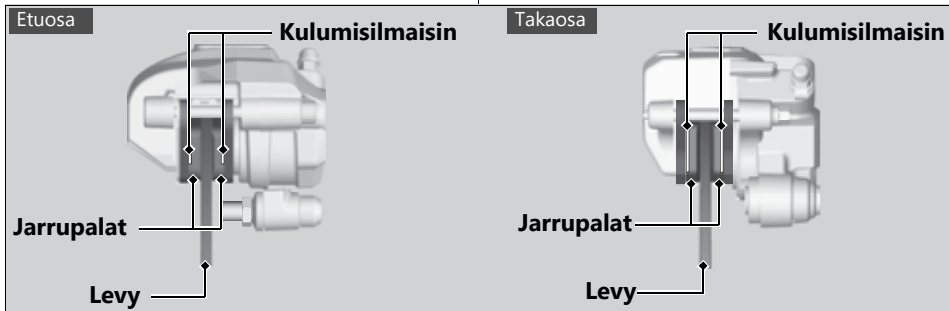 Etuosa
Kulumisilmaisin
Jarrupalat
Levy
Takaosa
Kulumisilmaisin
Jarrupalat
Levy